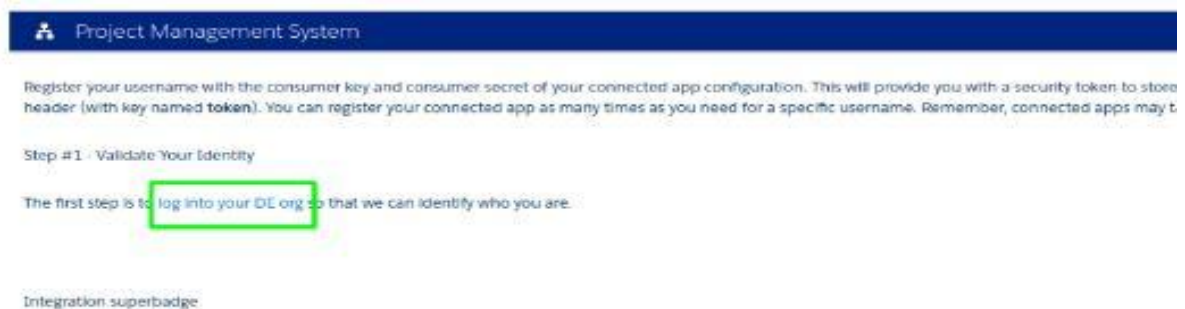 Project Management System
Register your username with the consumer key and consumer secret of your connected app configuration. This will provide you with a security token to store
header (with key named token). You can register your connected app as many times as you need for a specific username. Remember, connected apps may t
Step #1 - Validate Your Identity
The first step is to log into your DE org so that we can identify who you are.
Integration superbadge